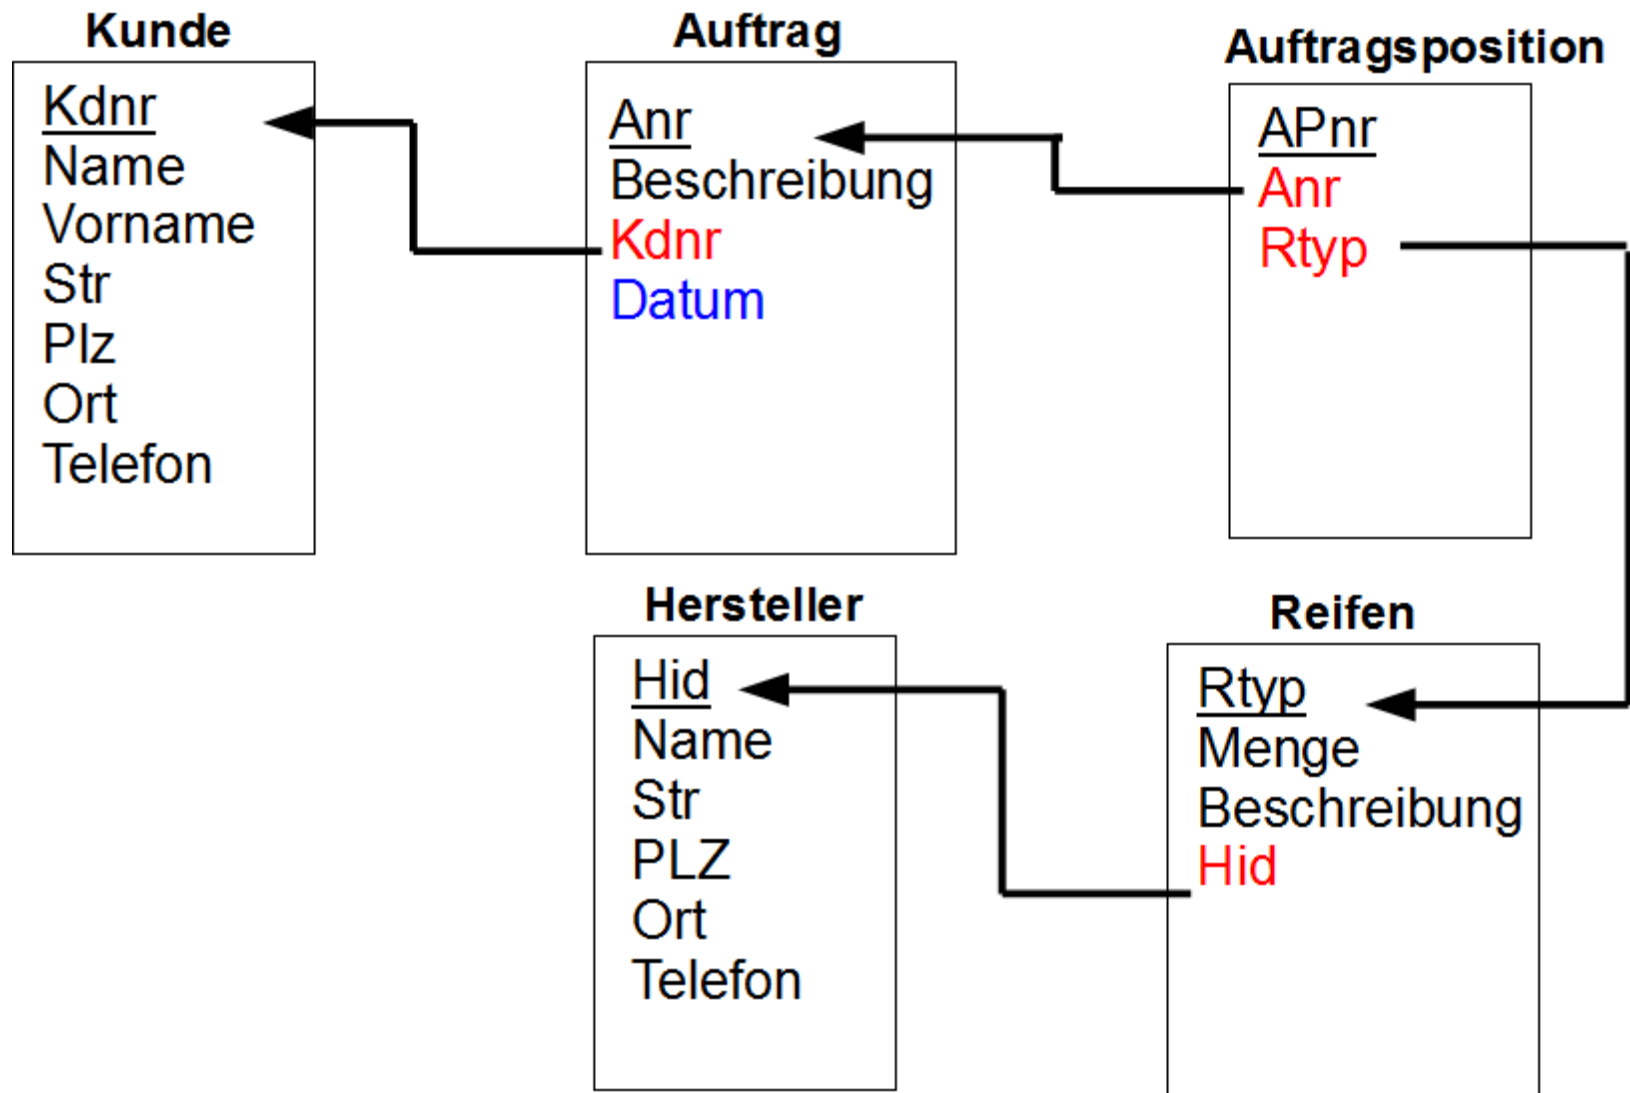 Kunde
Kdnr
Name
Vorname
Str
Plz
Ort
Telefon
Auftrag
Anr
Beschreibung
Kdnr
Datum
Auftragsposition
APnr
Anr
Rtyp
Hersteller
Hid
Name
Str
PLZ
Ort
Telefon
Reifen
Rtyp
Menge
Beschreibung
Hid